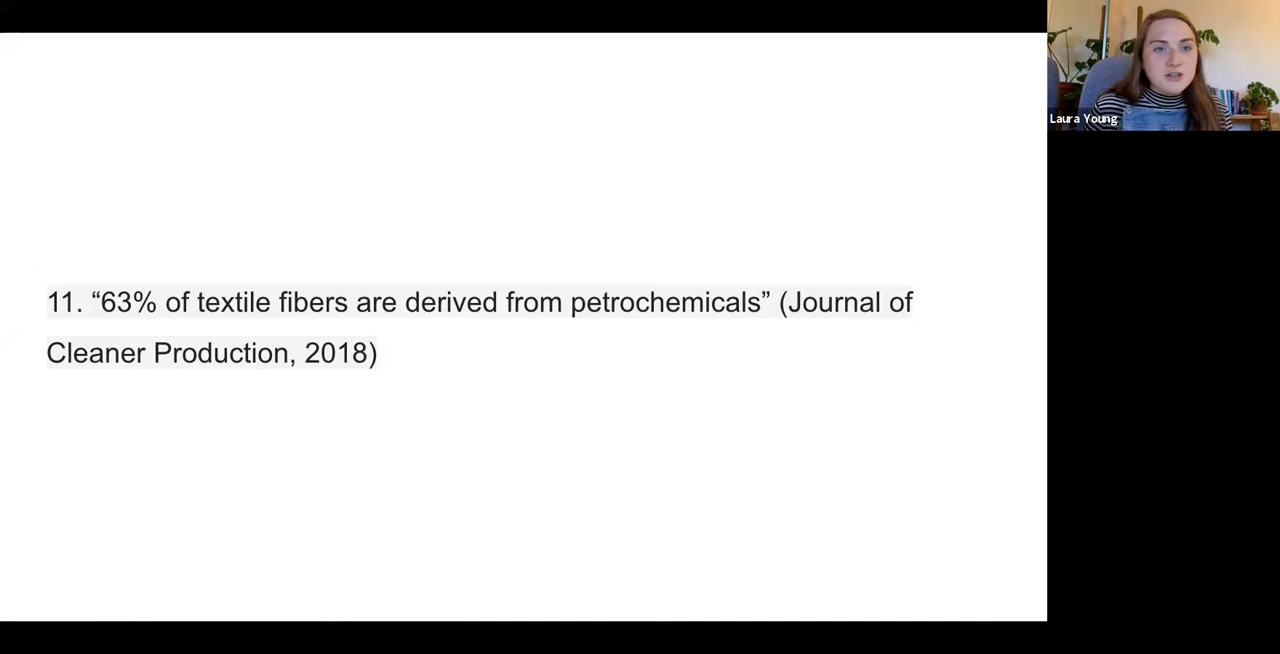 11. “63% of textile fibers are derived from petrochemicals” (Journal of
Cleaner Production, 2018)
Laura Young